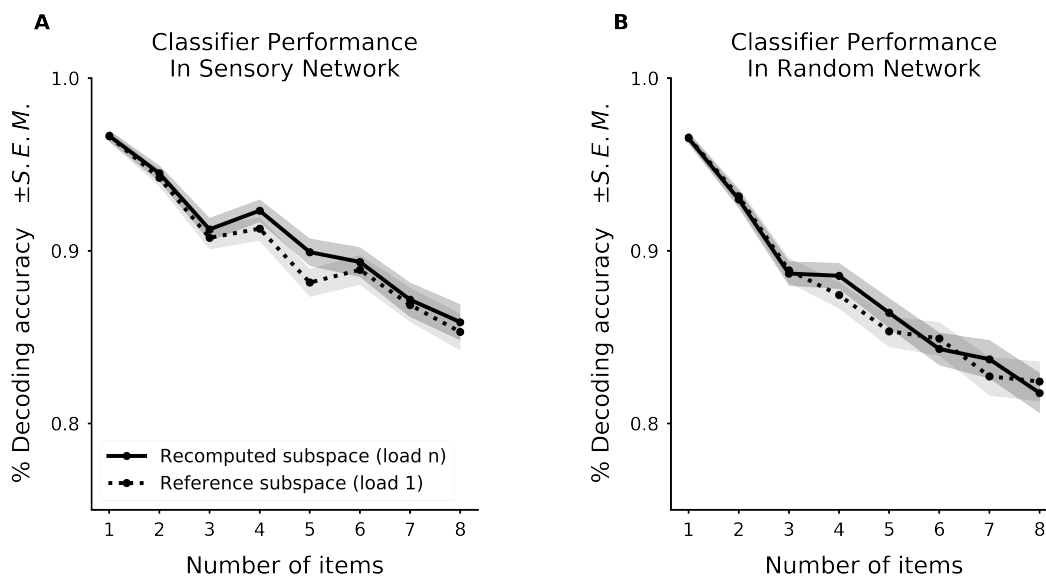 A
Classifier Performance
In Sensory Network
% Decoding accuracy ±S.E.M.
1.0
0.9
0.8
Recomputed subspace (load n)
Reference subspace (load 1)
1 2 3 4 5 6 7 8
Number of items
B
Classifier Performance
In Random Network
% Decoding accuracy ±S.E.M.
1.0
0.9
0.8
1 2 3 4 5 6 7 8
Number of items